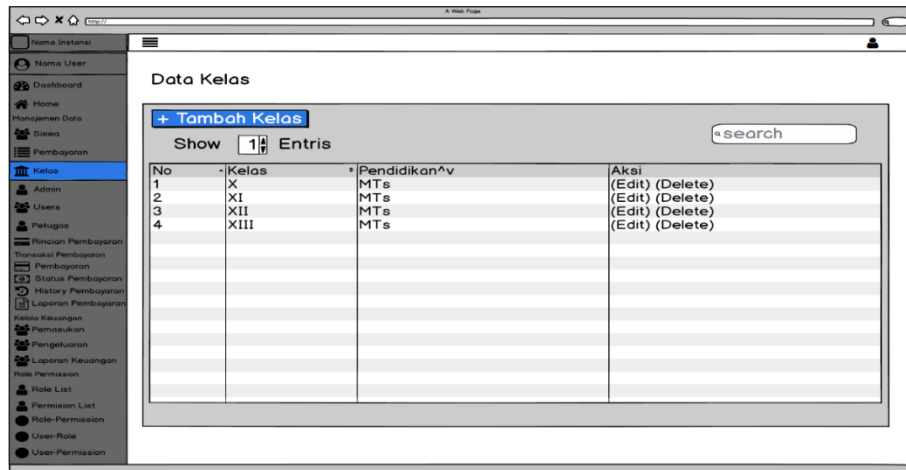 A Web Page
http://
Nama Instansi
Nama User
Dashboard
Home
Manajemen Data
Siswa
Pembayaran
Kelas
Admin
Users
Petugas
Rincian Pembayaran
Transaksi Pembayaran
Pembayaran
Status Pembayaran
History Pembayaran
Laporan Pembayaran
Kelola Keuangan
Pemasukan
Pengeluaran
Laporan Keuangan
Role Permission
Role List
Permision List
Role-Permission
User-Role
User-Permission
Data Kelas
+ Tambah Kelas
Show 1 Entris
search
No Kelas Pendidikan^v Aksi
1 X MTs (Edit) (Delete)
2 XI MTs (Edit) (Delete)
3 XII MTs (Edit) (Delete)
4 XIII MTs (Edit) (Delete)